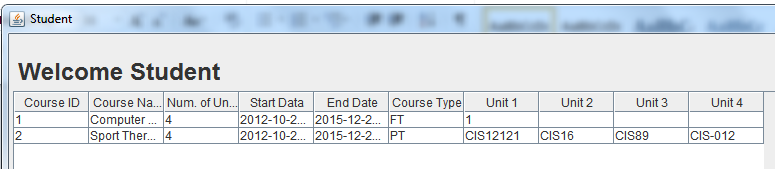 Student
Welcome Student
Course ID Course Na... Num. of Un... Start Data End Date Course Type Unit 1 Unit 2 Unit 3 Unit 4
1 Computer ... 4 2012-10-2... 2015-12-2... FT 1
2 Sport Ther... 4 2012-10-2... 2015-12-2... PT CIS12121 CIS16 CIS89 CIS-012